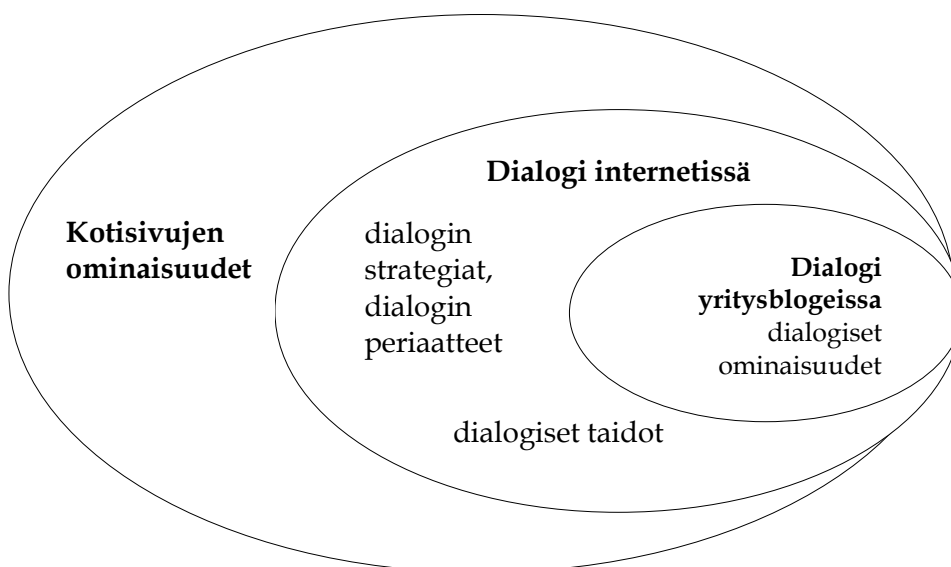 Dialogi internetissä
Kotisivujen
ominaisuudet
dialogin
strategiat,
dialogin
periaatteet
Dialogi
yritysblogeissa
dialogiset
ominaisuudet
dialogiset taidot